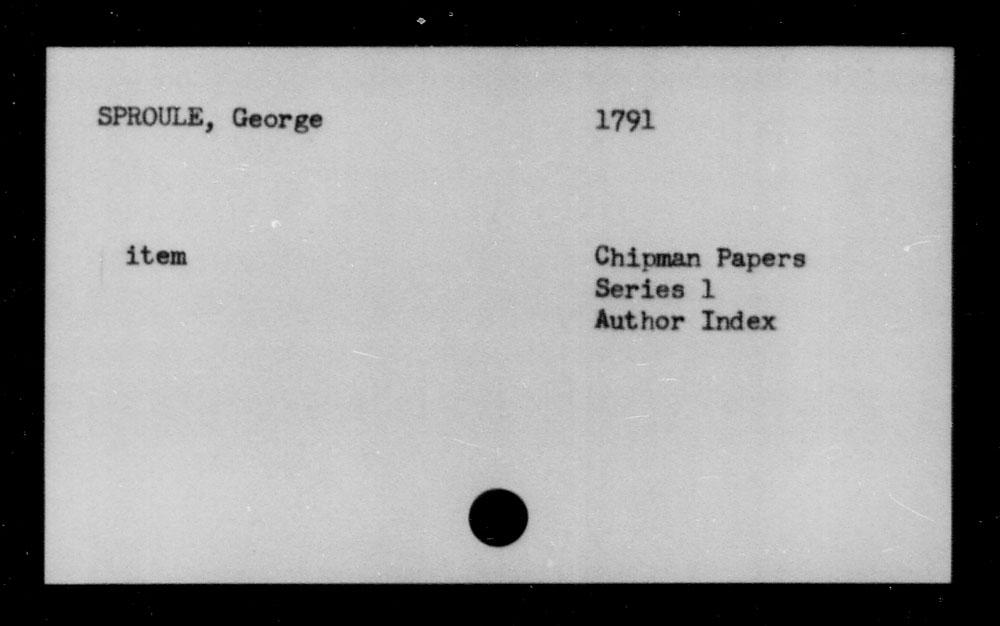 SPROULE, George 1791
item Chipman Papers
Series 1
Author Index